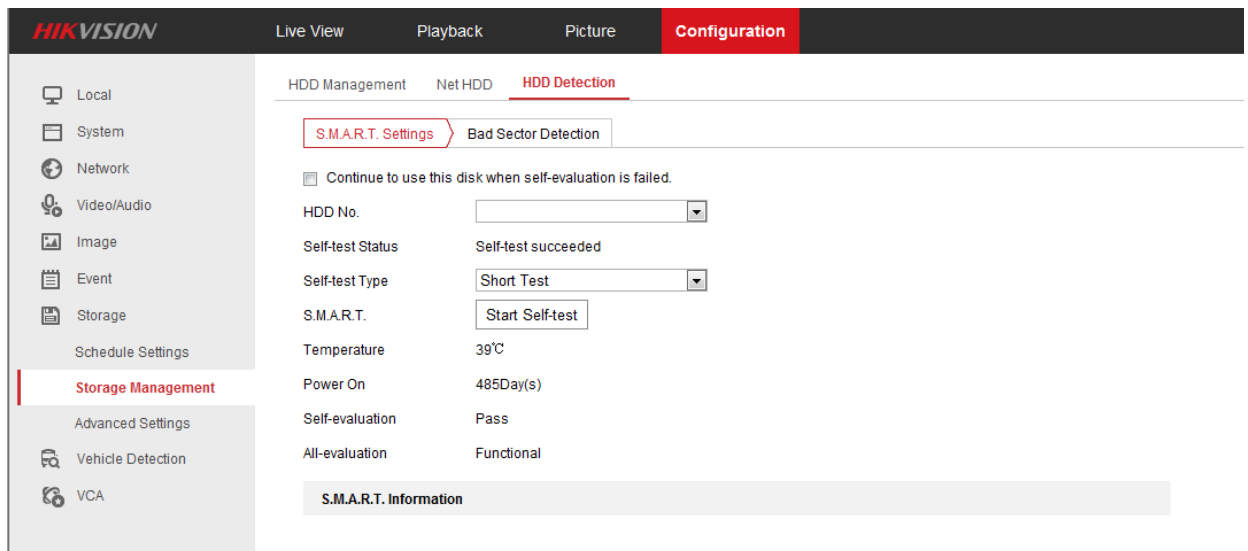 HIKVISION Live View Playback Picture Configuration
HDD Management Net HDD HDD Detection
Local
System
Network
Video/Audio
Image
Event
Storage
Schedule Settings
Storage Management
Advanced Settings
Vehicle Detection
VCA
S.M.A.R.T. Settings Bad Sector Detection
Continue to use this disk when self-evaluation is failed.
HDD No.
Self-test Status Self-test succeeded
Self-test Type Short Test
S.M.A.R.T. Start Self-test
Temperature 39℃
Power On 485Day(s)
Self-evaluation Pass
All-evaluation Functional
S.M.A.R.T. Information